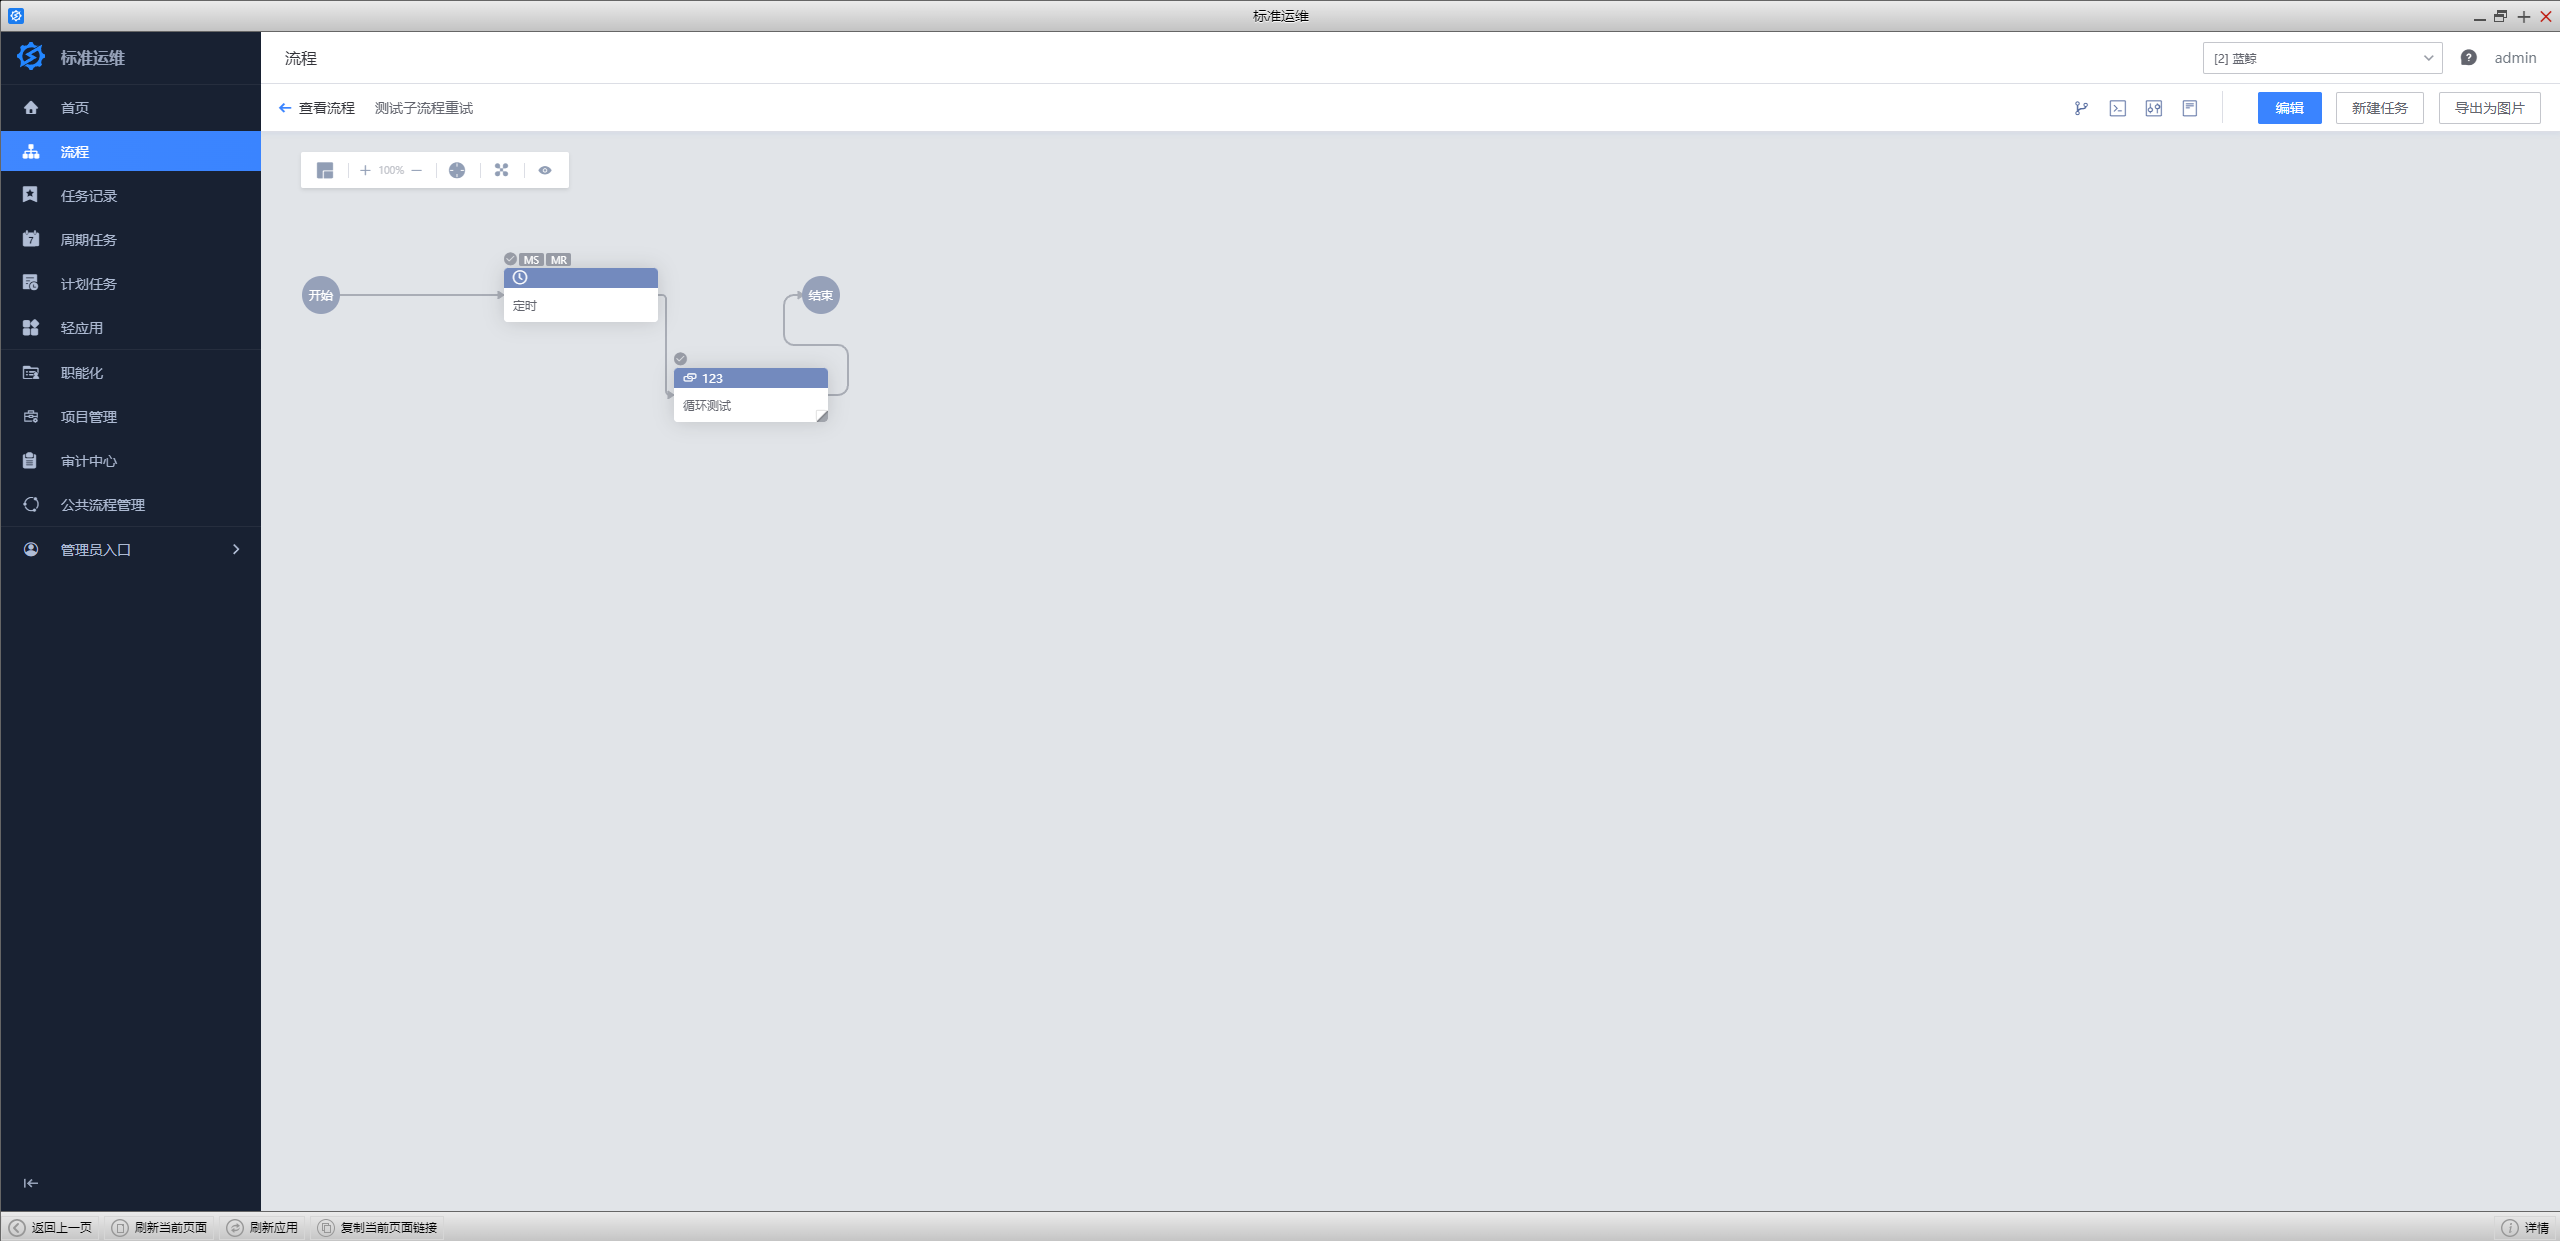 标准运维
标准运维
首页
流程
任务记录
周期任务
计划任务
轻应用
职能化
项目管理
审计中心
公共流程管理
管理员入口
流程
[2] 蓝鲸
admin
查看流程 测试子流程重试
编辑
新建任务
导出为图片
100%
开始
MS MR
定时
123
循环测试
结束
返回上一页
刷新当前页面
刷新应用
复制当前页面链接
详情